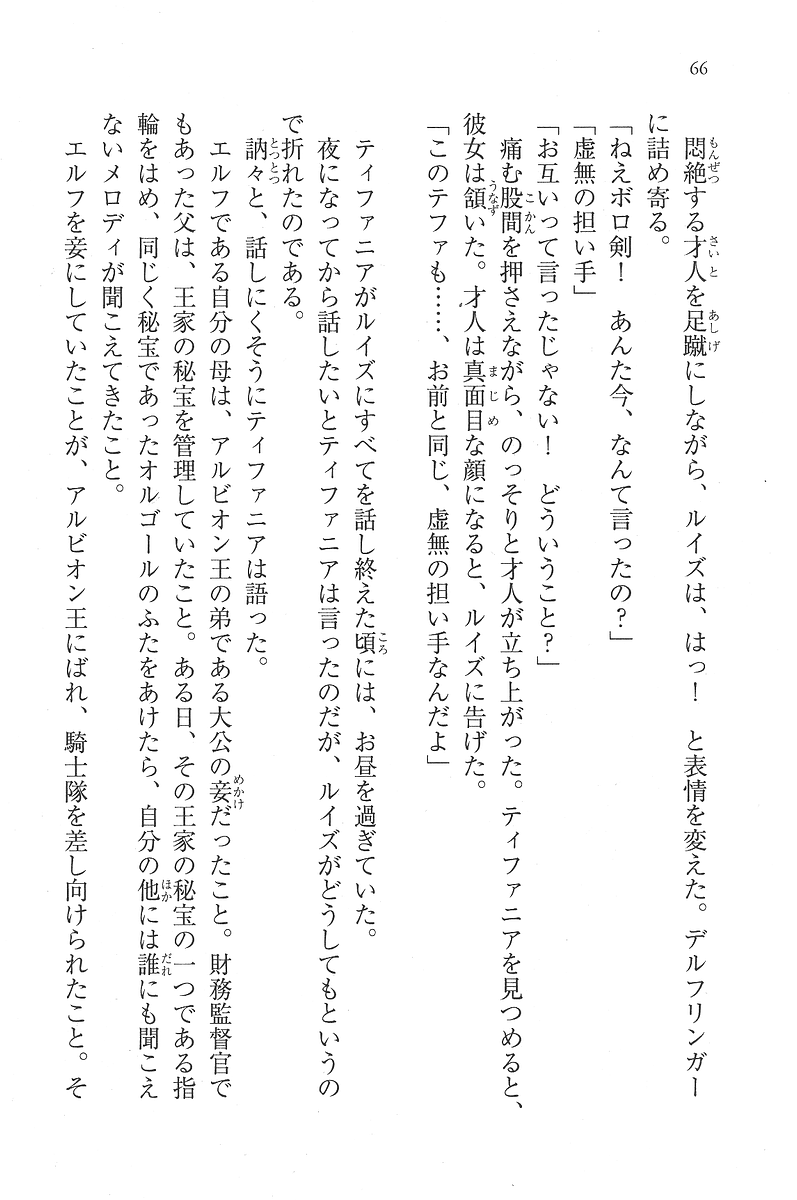 66
悶絶する才人を足蹴にしながら、ルイズは、はっ！　と表情を変えた。デルフリンガー
に詰め寄る。
「ねえボロ剣！　あんた今、なんて言ったの？」
「虚無の担い手」
「お互いって言ったじゃない！　どういうこと？」
痛む股間を押さえながら、のっそりと才人が立ち上がった。ティファニアを見つめると、
彼女は頷いた。才人は真面目な顔になると、ルイズに告げた。
「このテファも……、お前と同じ、虚無の担い手なんだよ」
ティファニアがルイズにすべてを話し終えた頃には、お昼を過ぎていた。
夜になってから話したいとティファニアは言ったのだが、ルイズがどうしてもというの
で折れたのである。
訥々と、話しにくそうにティファニアは語った。
エルフである自分の母は、アルビオン王の弟である大公の妾だったこと。財務監督官で
もあった父は、王家の秘宝を管理していたこと。ある日、その王家の秘宝の一つである指
輪をはめ、同じく秘宝であったオルゴールのふたをあけたら、自分の他には誰にも聞こえ
ないメロディが聞こえてきたこと。
エルフを妾にしていたことが、アルビオン王にばれ、騎士隊を差し向けられたこと。そ